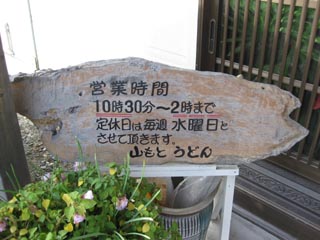 営業時間
10時30分〜2時まで
定休日は毎週 水曜日と
させて頂きます。
山もと うどん